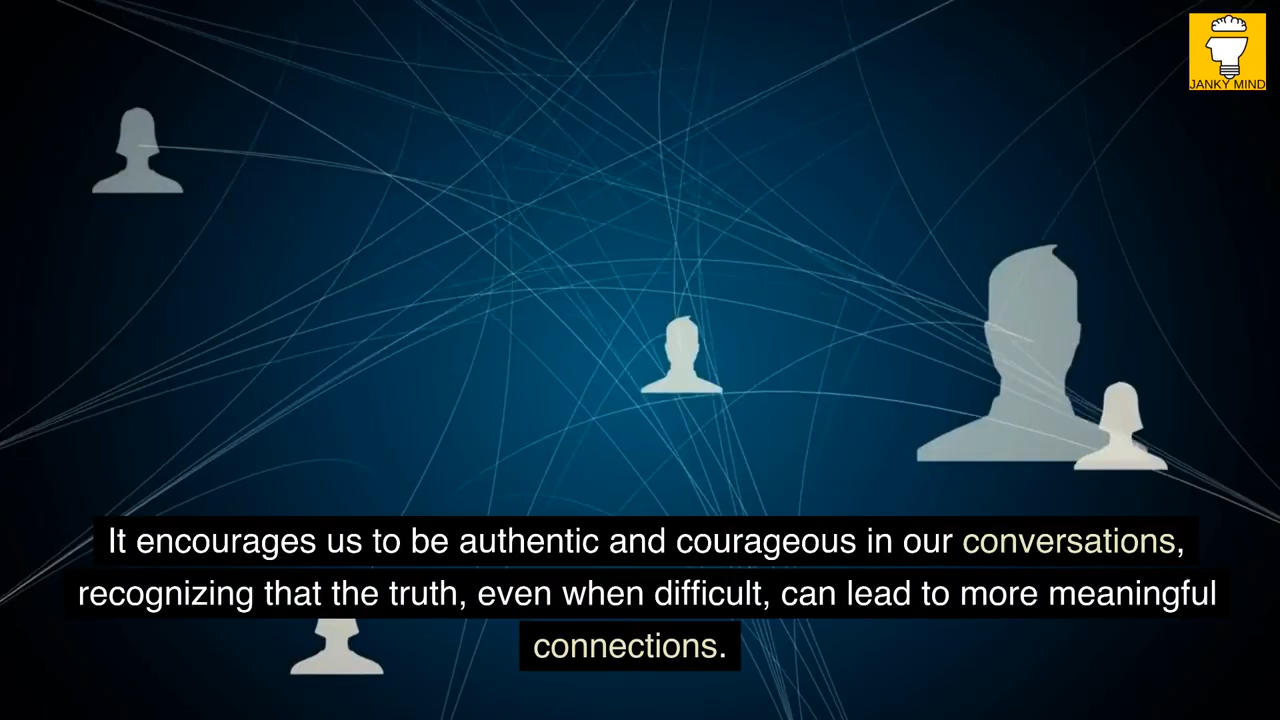 JANKY MIND
It encourages us to be authentic and courageous in our conversations,
recognizing that the truth, even when difficult, can lead to more meaningful
connections.